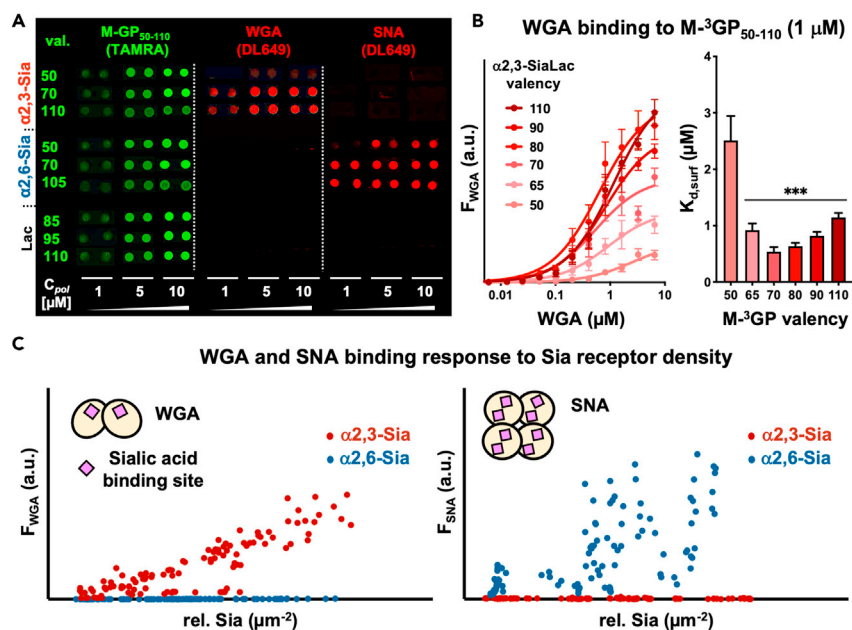 A
val. M-GP50-110 (TAMRA) WGA (DL649) SNA (DL649)
α2,3-Sia
50
70
110
α2,6-Sia
50
70
105
Lac
85
95
110
Cpol [µM] 1 5 10 1 5 10 1 5 10
B WGA binding to M-³GP50-110 (1 µM)
α2,3-SiaLac valency
110
90
80
70
65
50
FWGA (a.u.)
0.01 0.1 1 10
WGA (µM)
Kd,surf (µM)
4
3
2
1
0
***
50 65 70 80 90 110
M-³GP valency
C WGA and SNA binding response to Sia receptor density
WGA
Sialic acid binding site
α2,3-Sia
α2,6-Sia
FWGA (a.u.)
rel. Sia (µm⁻²)
SNA
α2,3-Sia
α2,6-Sia
FSNA (a.u.)
rel. Sia (µm⁻²)